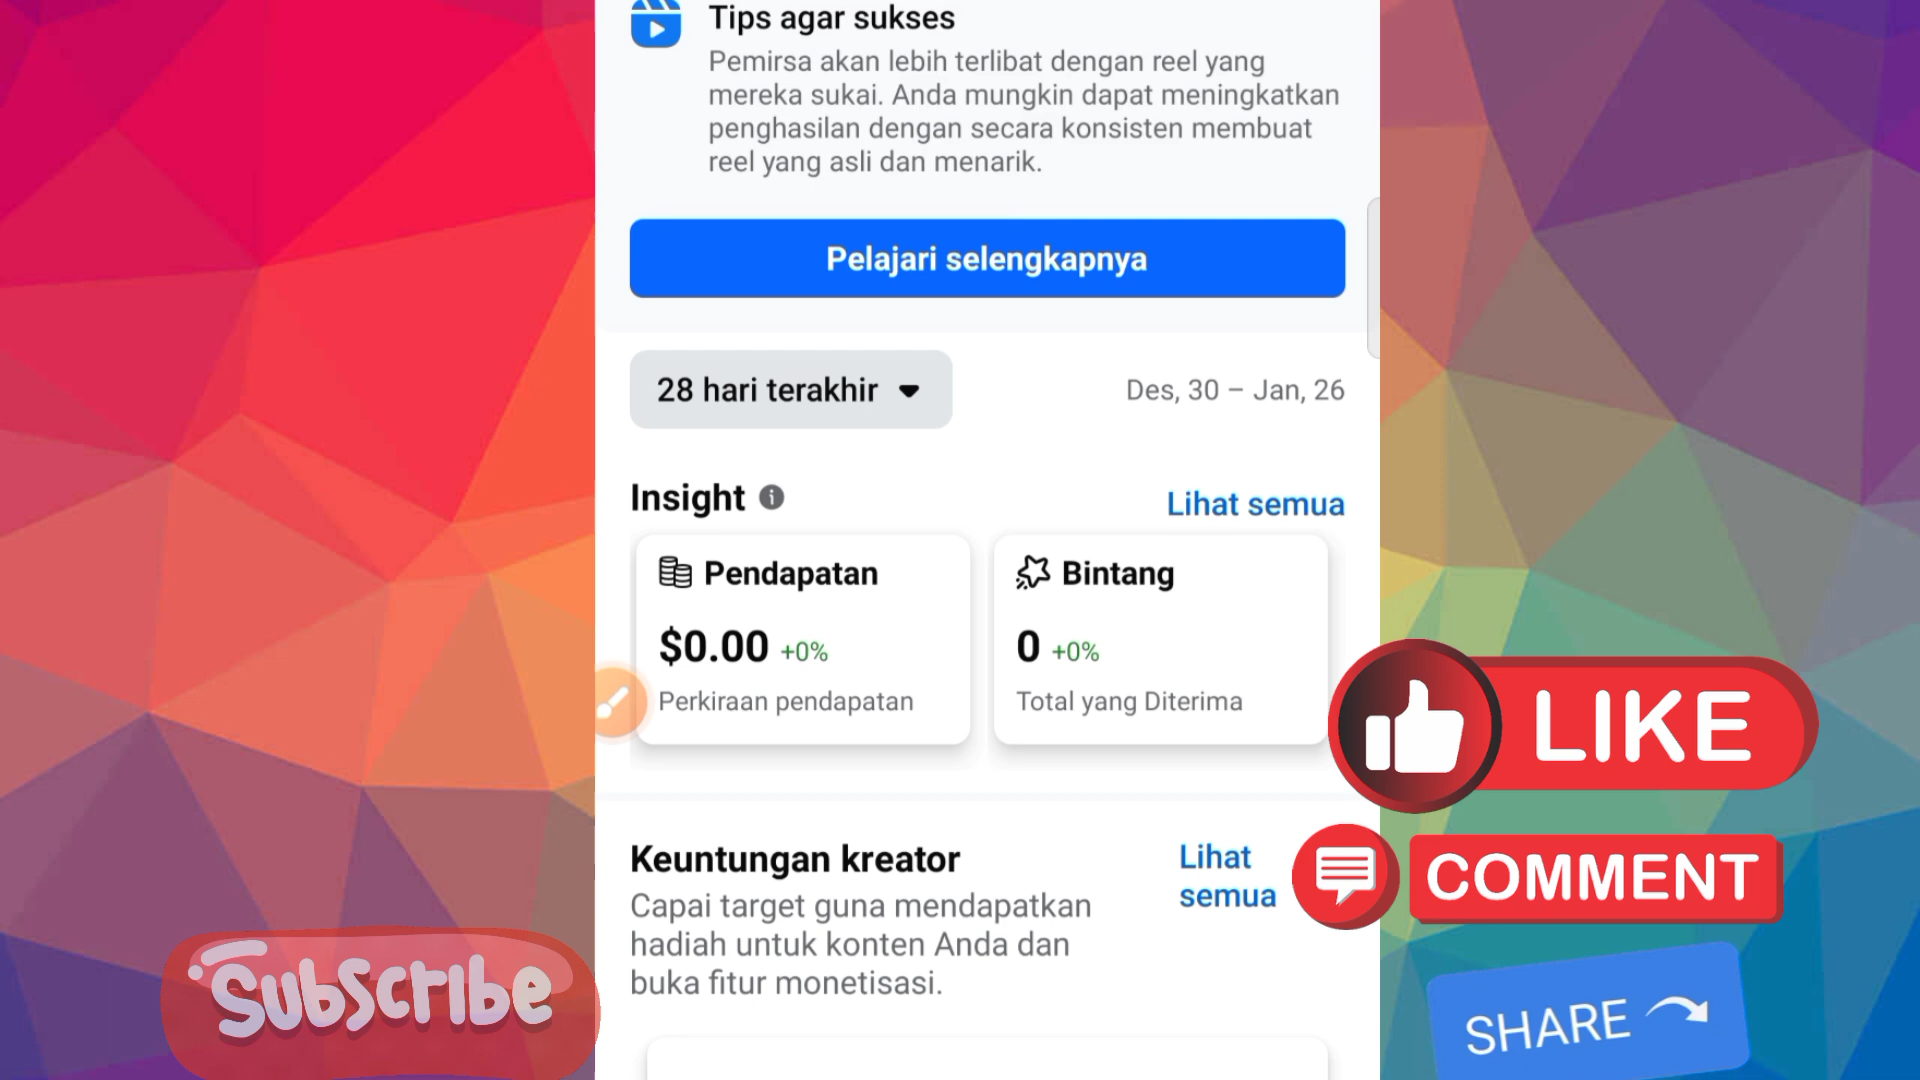 Tips agar sukses
Pemirsa akan lebih terlibat dengan reel yang
mereka sukai. Anda mungkin dapat meningkatkan
penghasilan dengan secara konsisten membuat
reel yang asli dan menarik.
Pelajari selengkapnya
28 hari terakhir
Des, 30 – Jan, 26
Insight
Lihat semua
Pendapatan
$0.00 +0%
Perkiraan pendapatan
Bintang
0 +0%
Total yang Diterima
LIKE
Keuntungan kreator
Lihat
semua
Capai target guna mendapatkan
hadiah untuk konten Anda dan
buka fitur monetisasi.
COMMENT
Subscribe
SHARE